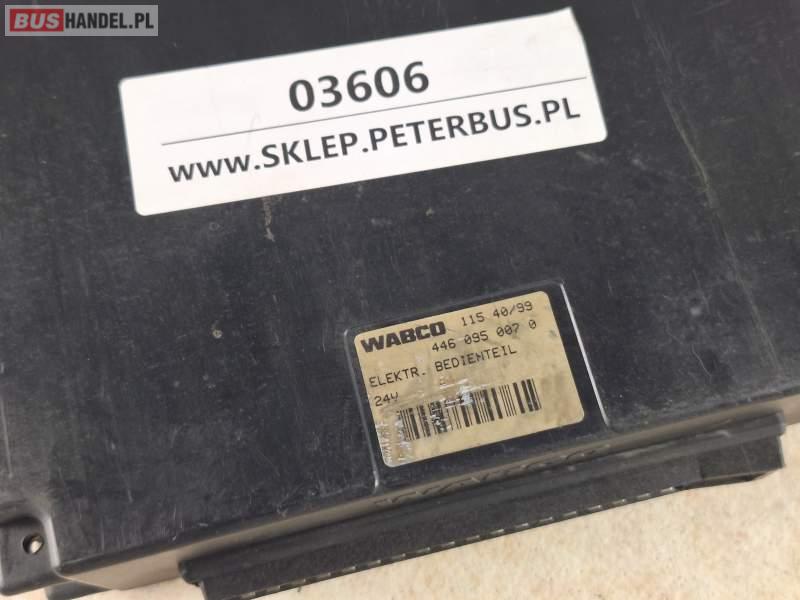 BUSHANDEL.PL
03606
www.SKLEP.PETERBUS.PL
WABCO 115 40/99
446 095 007 0
ELEKTR. BEDIENTEIL
24V